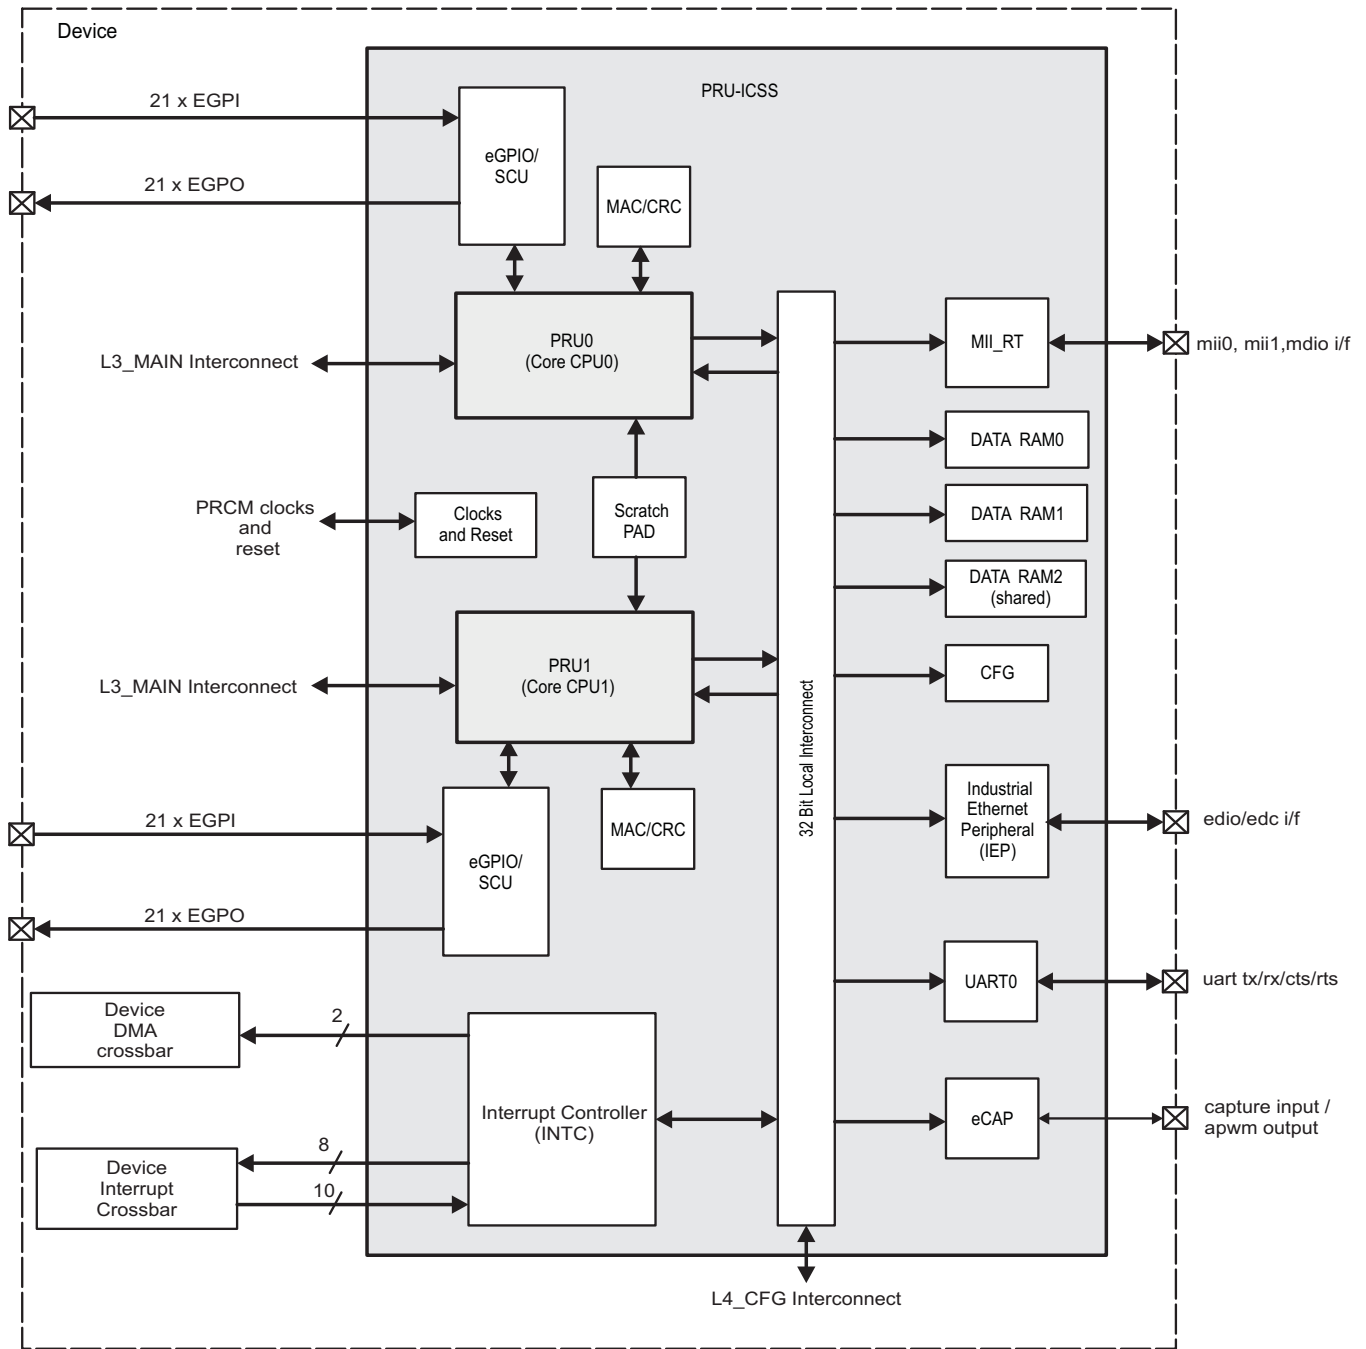 Device
PRU-ICSS
21 x EGPI
eGPIO/
SCU
21 x EGPO
MAC/CRC
PRU0
(Core CPU0)
L3_MAIN Interconnect
MII_RT
mii0, mii1,mdio i/f
DATA RAM0
PRCM clocks
and
reset
Clocks
and Reset
Scratch
PAD
DATA RAM1
DATA RAM2
(shared)
PRU1
(Core CPU1)
L3_MAIN Interconnect
CFG
32 Bit Local Interconnect
21 x EGPI
eGPIO/
SCU
21 x EGPO
MAC/CRC
Industrial
Ethernet
Peripheral
(IEP)
edio/edc i/f
UART0
uart tx/rx/cts/rts
Device
DMA
crossbar
2
Interrupt Controller
(INTC)
eCAP
capture input /
apwm output
Device
Interrupt
Crossbar
8
10
L4_CFG Interconnect